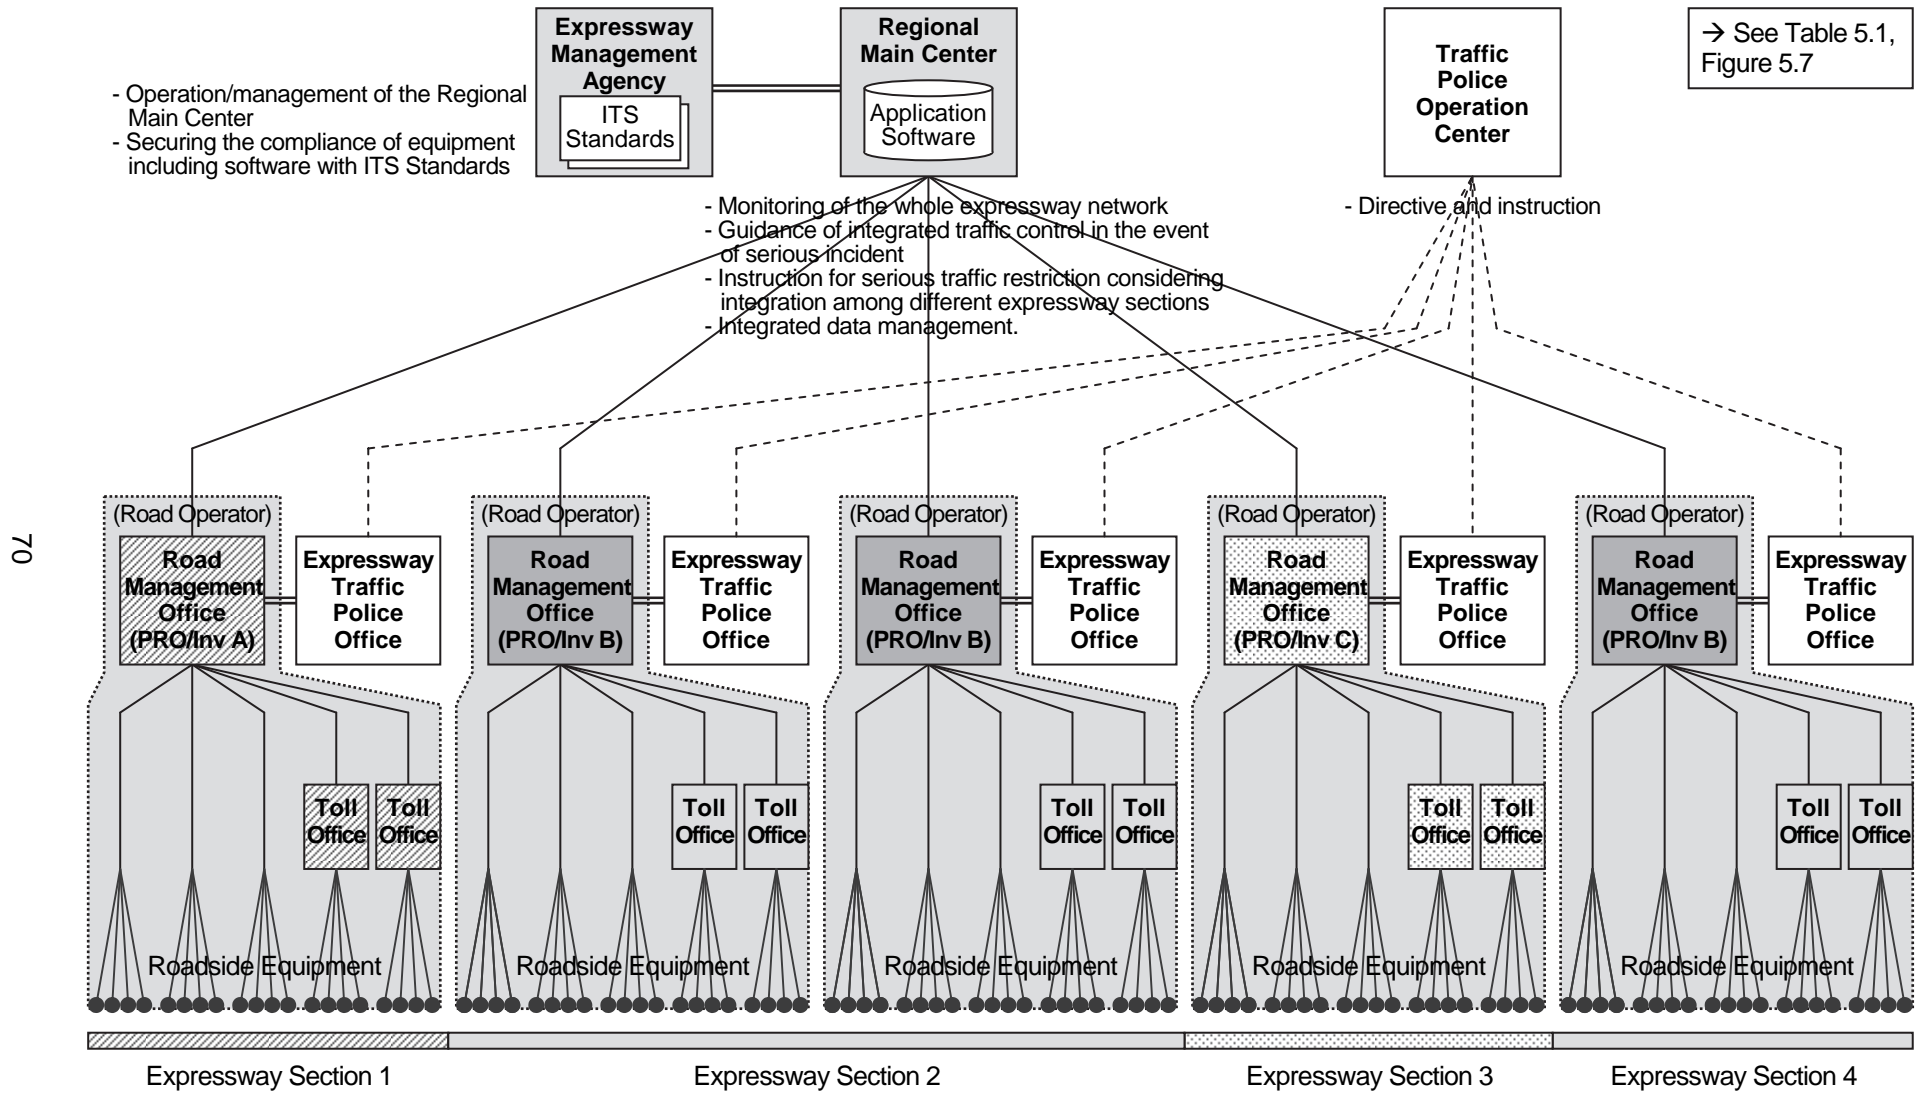 Expressway
Management
Agency
ITS
Standards
Regional
Main Center
Application
Software
Traffic
Police
Operation
Center
→ See Table 5.1,
Figure 5.7
- Operation/management of the Regional
Main Center
- Securing the compliance of equipment
including software with ITS Standards
- Monitoring of the whole expressway network
- Guidance of integrated traffic control in the event
of serious incident
- Instruction for serious traffic restriction considering
integration among different expressway sections
- Integrated data management.
- Directive and instruction
70
(Road Operator)
Road
Management
Office
(PRO/Inv A)
Expressway
Traffic
Police
Office
(Road Operator)
Road
Management
Office
(PRO/Inv B)
Expressway
Traffic
Police
Office
(Road Operator)
Road
Management
Office
(PRO/Inv B)
Expressway
Traffic
Police
Office
(Road Operator)
Road
Management
Office
(PRO/Inv C)
Expressway
Traffic
Police
Office
(Road Operator)
Road
Management
Office
(PRO/Inv B)
Expressway
Traffic
Police
Office
Toll
Office
Toll
Office
Toll
Office
Toll
Office
Toll
Office
Toll
Office
Toll
Office
Toll
Office
Toll
Office
Toll
Office
Roadside Equipment
Roadside Equipment
Roadside Equipment
Roadside Equipment
Roadside Equipment
Expressway Section 1
Expressway Section 2
Expressway Section 3
Expressway Section 4